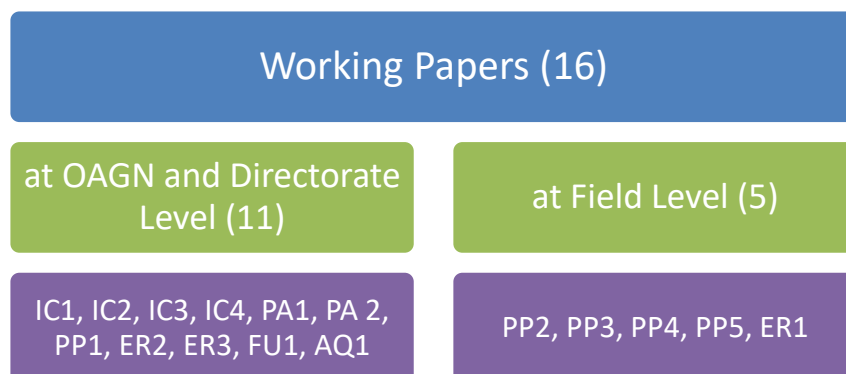 Working Papers (16)
at OAGN and Directorate
Level (11)
at Field Level (5)
IC1, IC2, IC3, IC4, PA1, PA 2,
PP1, ER2, ER3, FU1, AQ1
PP2, PP3, PP4, PP5, ER1